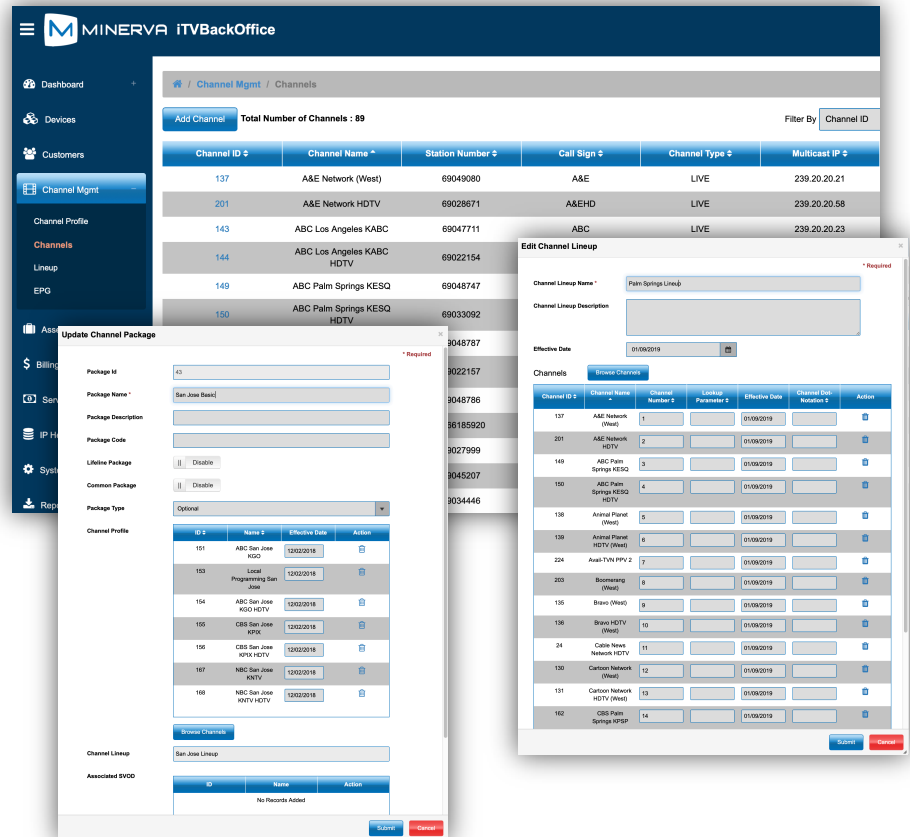 MINERVA iTVBackOffice
Dashboard +
Devices
Customers
Channel Mgmt −
Channel Profile
Channels
Lineup
EPG
$ Billing
/ Channel Mgmt / Channels
Add Channel Total Number of Channels : 89 Filter By Channel ID
Channel ID Channel Name Station Number Call Sign Channel Type Multicast IP
137 A&E Network (West) 69049080 A&E LIVE 239.20.20.21
201 A&E Network HDTV 69028671 A&EHD LIVE 239.20.20.58
143 ABC Los Angeles KABC 69047711 ABC LIVE 239.20.20.23
144 ABC Los Angeles KABC HDTV 69022154
149 ABC Palm Springs KESQ 69048747
150 ABC Palm Springs KESQ HDTV 69033092
9048787
9022157
9048786
66185920
9027999
9045207
9034446
Update Channel Package ×
* Required
Package Id 43
Package Name * San Jose Basic
Package Description
Package Code
Lifeline Package || Disable
Common Package || Disable
Package Type Optional
Channel Profile
ID Name Effective Date Action
151 ABC San Jose KGO 12/02/2018
153 Local Programming San Jose 12/02/2018
154 ABC San Jose KGO HDTV 12/02/2018
155 CBS San Jose KPIX 12/02/2018
156 CBS San Jose KPIX HDTV 12/02/2018
167 NBC San Jose KNTV 12/02/2018
168 NBC San Jose KNTV HDTV 12/02/2018
Browse Channels
Channel Lineup San Jose Lineup
Associated SVOD
ID Name Action
No Records Added
Submit Cancel
Edit Channel Lineup ×
* Required
Channel Lineup Name * Palm Springs Lineup
Channel Lineup Description
Effective Date 01/09/2019
Channels Browse Channels
Channel ID Channel Name Channel Number Lookup Parameter Effective Date Channel Dot-Notation Action
137 A&E Network (West) 1 01/09/2019
201 A&E Network HDTV 2 01/09/2019
149 ABC Palm Springs KESQ 3 01/09/2019
150 ABC Palm Springs KESQ HDTV 4 01/09/2019
138 Animal Planet (West) 5 01/09/2019
139 Animal Planet HDTV (West) 6 01/09/2019
224 Avail-TVN PPV 2 7 01/09/2019
203 Boomerang (West) 8 01/09/2019
135 Bravo (West) 9 01/09/2019
136 Bravo HDTV (West) 10 01/09/2019
24 Cable News Network HDTV 11 01/09/2019
130 Cartoon Network (West) 12 01/09/2019
131 Cartoon Network HDTV (West) 13 01/09/2019
162 CBS Palm Springs KPSP 14 01/09/2019
Submit Cancel